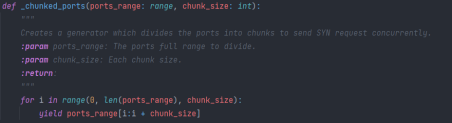 def _chunked_ports(ports_range: range, chunk_size: int):
"""
Creates a generator which divides the ports into chunks to send SYN request concurrently.
:param ports_range: The ports full range to divide.
:param chunk_size: Each chunk size.
:return:
"""
for i in range(0, len(ports_range), chunk_size):
yield ports_range[i:i + chunk_size]